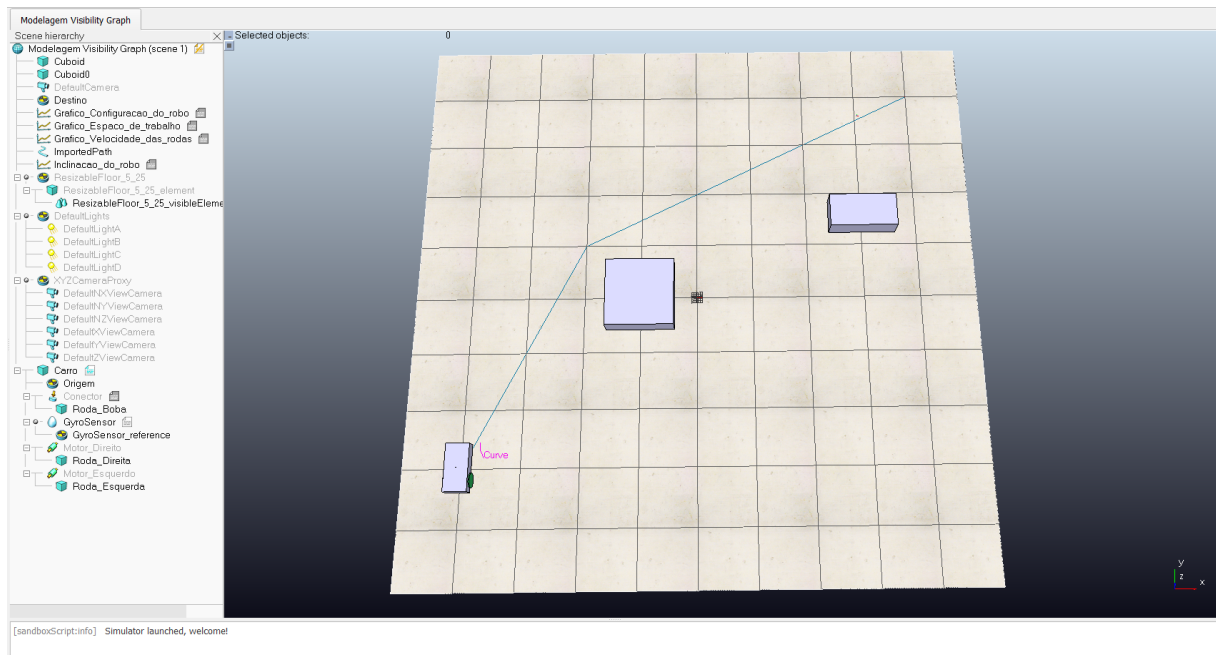 Modelagem Visibility Graph
Scene hierarchy
Selected objects: 0
Modelagem Visibility Graph (scene 1)
Cuboid
Cuboid0
DefaultCamera
Destino
Grafico_Configuracao_do_robo
Grafico_Espaco_de_trabalho
Grafico_Velocidade_das_rodas
ImportedPath
Inclinacao_do_robo
ResizableFloor_5_25
ResizableFloor_5_25_element
ResizableFloor_5_25_visibleEleme
DefaultLights
DefaultLightA
DefaultLightB
DefaultLightC
DefaultLightD
XYZCameraProxy
DefaultNXViewCamera
DefaultNYViewCamera
DefaultNZViewCamera
DefaultXViewCamera
DefaultYViewCamera
DefaultZViewCamera
Carro
Origem
Conector
Roda_Boba
GyroSensor
GyroSensor_reference
Motor_Direito
Roda_Direita
Motor_Esquerdo
Roda_Esquerda
Curve
y
z
x
[sandboxScript:info] Simulator launched, welcome!